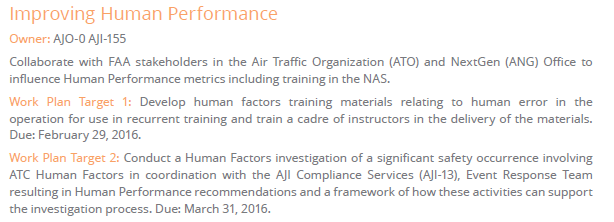 Improving Human Performance
Owner: AJO-0 AJI-155
Collaborate with FAA stakeholders in the Air Traffic Organization (ATO) and NextGen (ANG) Office to
influence Human Performance metrics including training in the NAS.
Work Plan Target 1: Develop human factors training materials relating to human error in the
operation for use in recurrent training and train a cadre of instructors in the delivery of the materials.
Due: February 29, 2016.
Work Plan Target 2: Conduct a Human Factors investigation of a significant safety occurrence involving
ATC Human Factors in coordination with the AJI Compliance Services (AJI-13), Event Response Team
resulting in Human Performance recommendations and a framework of how these activities can support
the investigation process. Due: March 31, 2016.